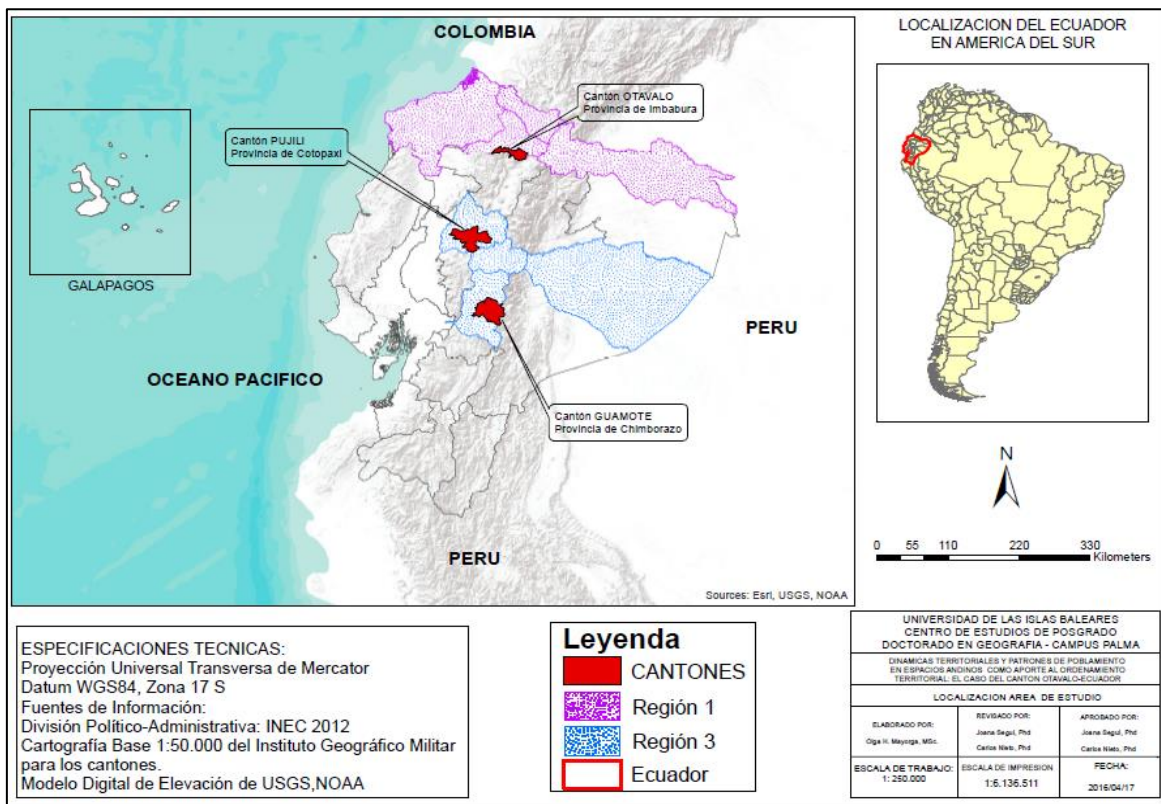 COLOMBIA
Cantón OTAVALO
Provincia de Imbabura
Cantón PUJILI
Provincia de Cotopaxi
GALAPAGOS
PERU
OCEANO PACIFICO
Cantón GUAMOTE
Provincia de Chimborazo
PERU
Sources: Esri, USGS, NOAA
LOCALIZACION DEL ECUADOR
EN AMERICA DEL SUR
N
0 55 110 220 330
Kilometers
ESPECIFICACIONES TECNICAS:
Proyección Universal Transversa de Mercator
Datum WGS84, Zona 17 S
Fuentes de Información:
División Político-Administrativa: INEC 2012
Cartografía Base 1:50.000 del Instituto Geográfico Militar
para los cantones.
Modelo Digital de Elevación de USGS,NOAA
Leyenda
CANTONES
Región 1
Región 3
Ecuador
UNIVERSIDAD DE LAS ISLAS BALEARES
CENTRO DE ESTUDIOS DE POSGRADO
DOCTORADO EN GEOGRAFIA - CAMPUS PALMA
DINAMICAS TERRITORIALES Y PATRONES DE POBLAMIENTO
EN ESPACIOS ANDINOS COMO APORTE AL ORDENAMIENTO
TERRITORIAL: EL CASO DEL CANTON OTAVALO-ECUADOR
LOCALIZACION AREA DE ESTUDIO
ELABORADO POR:
Olga H. Mayorga, MSc.
REVISADO POR:
Joana Seguí, Phd
Carlos Nieto, Phd
APROBADO POR:
Joana Seguí, Phd
Carlos Nieto, Phd
ESCALA DE TRABAJO:
1: 250.000
ESCALA DE IMPRESION
1:6.136.511
FECHA:
2016/04/17